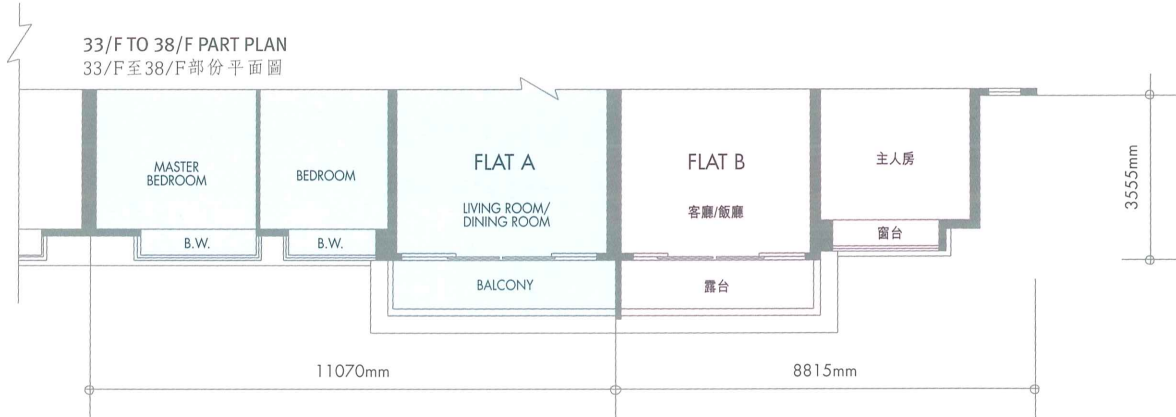 33/F TO 38/F PART PLAN
33/F至38/F部份平面圖
MASTER
BEDROOM
BEDROOM
FLAT A
LIVING ROOM/
DINING ROOM
FLAT B
客廳/飯廳
主人房
窗台
B.W.
B.W.
BALCONY
露台
3555mm
11070mm
8815mm